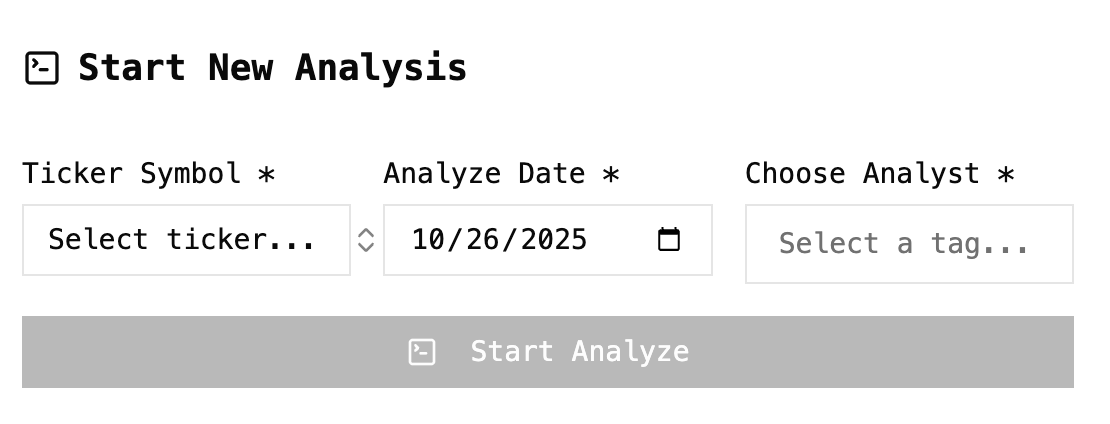 Start New Analysis
Ticker Symbol * Analyze Date * Choose Analyst *
Select ticker... 10/26/2025 Select a tag...
Start Analyze